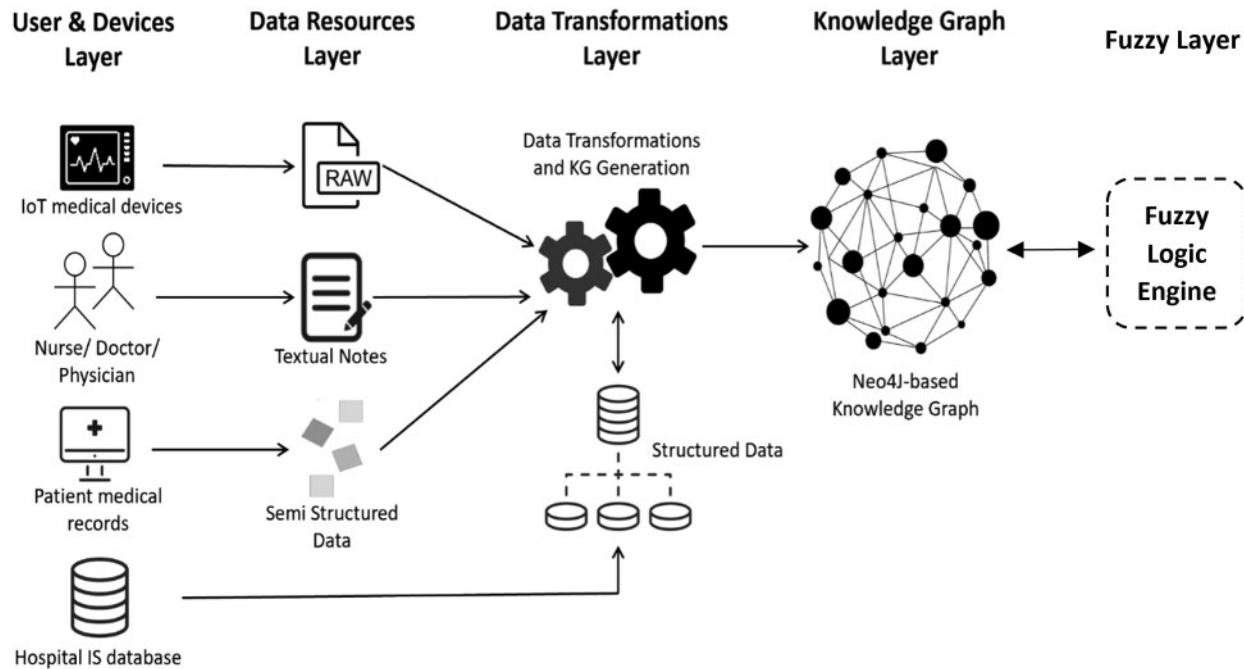 User & Devices
Layer
Data Resources
Layer
Data Transformations
Layer
Knowledge Graph
Layer
Fuzzy Layer
IoT medical devices
RAW
Data Transformations
and KG Generation
Fuzzy
Logic
Engine
Nurse/ Doctor/
Physician
Textual Notes
Neo4J-based
Knowledge Graph
Patient medical
records
Semi Structured
Data
Structured Data
Hospital IS database